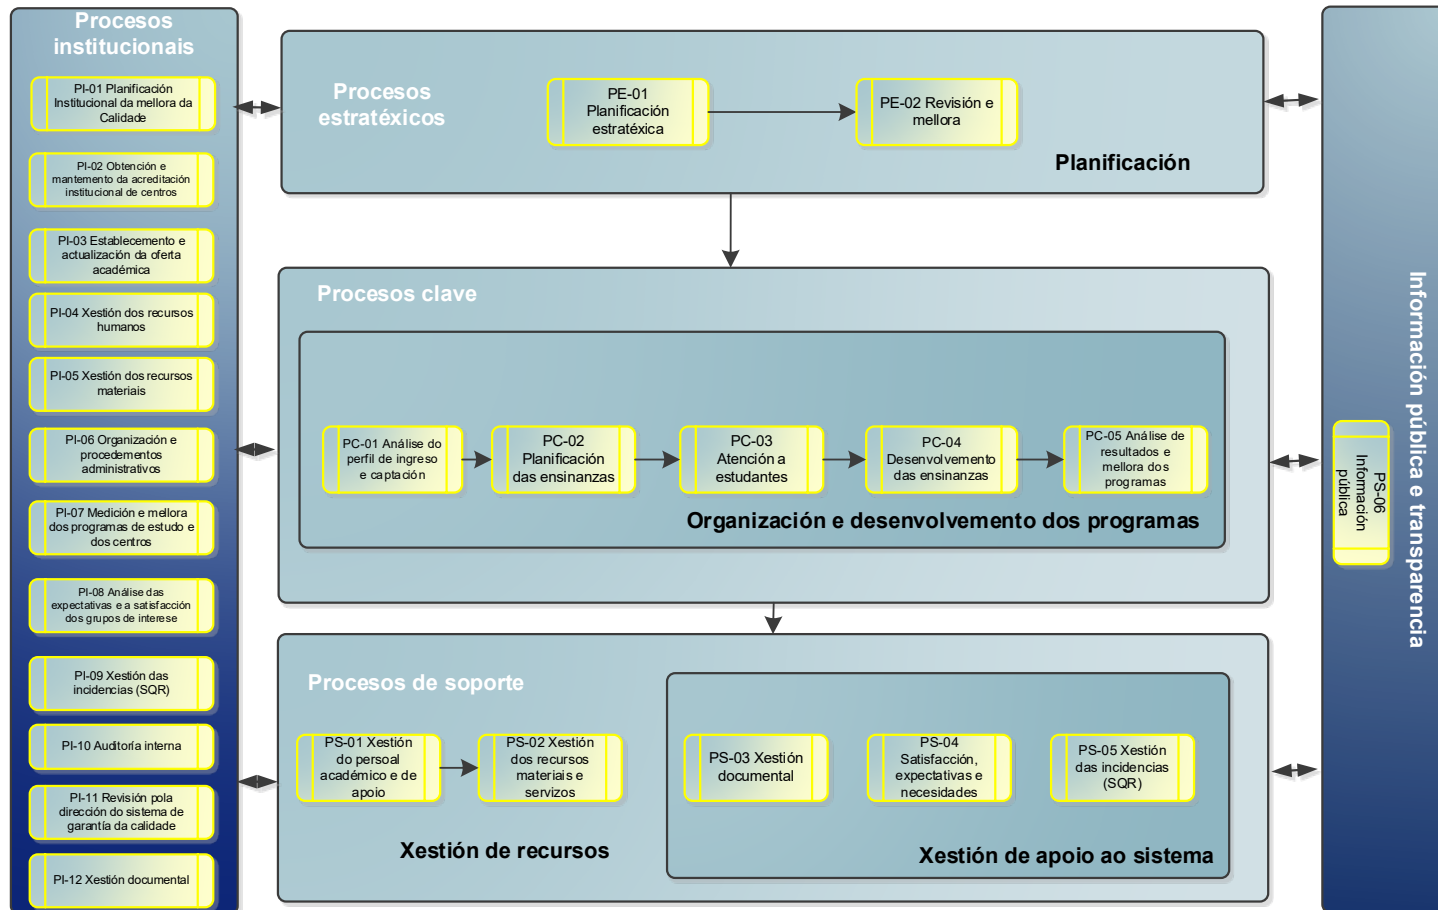 Procesos
institucionais
PI-01 Planificación
Institucional da mellora da
Calidade
PI-02 Obtención e
mantemento da acreditación
institucional de centros
PI-03 Establecemento e
actualización da oferta
académica
PI-04 Xestión dos recursos
humanos
PI-05 Xestión dos recursos
materiais
PI-06 Organización e
procedementos
administrativos
PI-07 Medición e mellora
dos programas de estudo e
dos centros
PI-08 Análise das
expectativas e a satisfacción
dos grupos de interese
PI-09 Xestión das
incidencias (SQR)
PI-10 Auditoría interna
PI-11 Revisión pola
dirección do sistema de
garantía da calidade
PI-12 Xestión documental
Procesos
estratéxicos
PE-01
Planificación
estratéxica
PE-02 Revisión e
mellora
Planificación
Procesos clave
PC-01 Análise do
perfil de ingreso
e captación
PC-02
Planificación
das ensinanzas
PC-03
Atención a
estudantes
PC-04
Desenvolvemento
das ensinanzas
PC-05 Análise de
resultados e
mellora dos
programas
Organización e desenvolvemento dos programas
Procesos de soporte
PS-01 Xestión
do persoal
académico e de
apoio
PS-02 Xestión
dos recursos
materiais e
servizos
Xestión de recursos
PS-03 Xestión
documental
PS-04
Satisfacción,
expectativas e
necesidades
PS-05 Xestión
das incidencias
(SQR)
Xestión de apoio ao sistema
PS-06
Información
pública
Información pública e transparencia